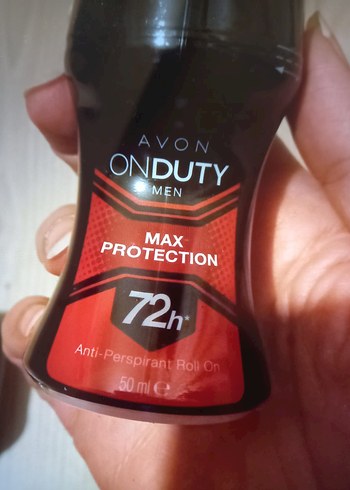 AVON
ONDUTY
MEN
MAX
PROTECTION
72h*
Anti-Perspirant Roll On
50 ml ℮